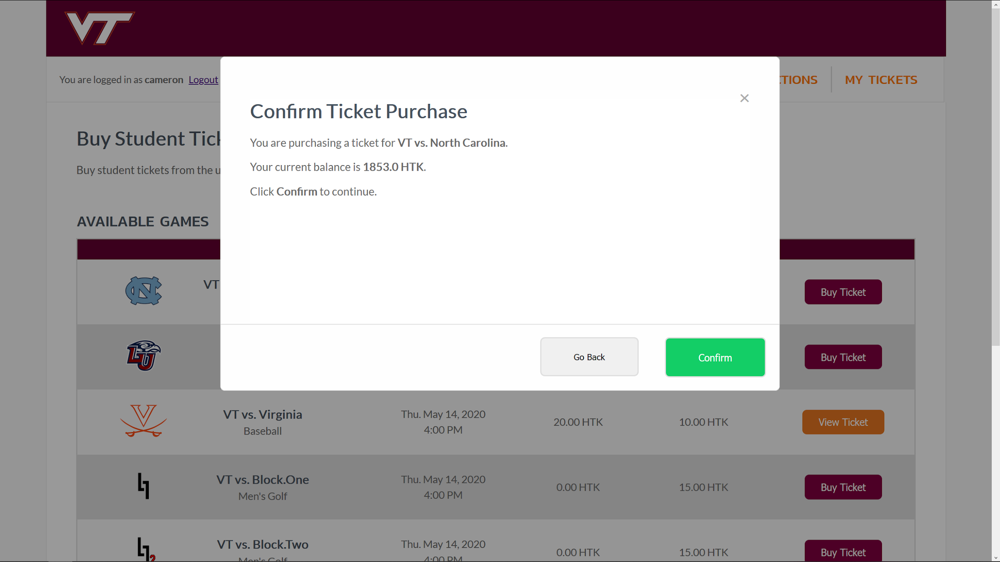 VT
You are logged in as cameron Logout
TIONS
MY TICKETS
Confirm Ticket Purchase
You are purchasing a ticket for VT vs. North Carolina.
Your current balance is 1853.0 HTK.
Click Confirm to continue.
Go Back
Confirm
Buy Student Tick
Buy student tickets from the u
AVAILABLE GAMES
NC
VT
Buy Ticket
LU
Buy Ticket
V
VT vs. Virginia
Baseball
Thu. May 14, 2020
4:00 PM
20.00 HTK
10.00 HTK
View Ticket
VT vs. Block.One
Men's Golf
Thu. May 14, 2020
4:00 PM
0.00 HTK
15.00 HTK
Buy Ticket
2
VT vs. Block.Two
Men's Golf
Thu. May 14, 2020
4:00 PM
0.00 HTK
15.00 HTK
Buy Ticket